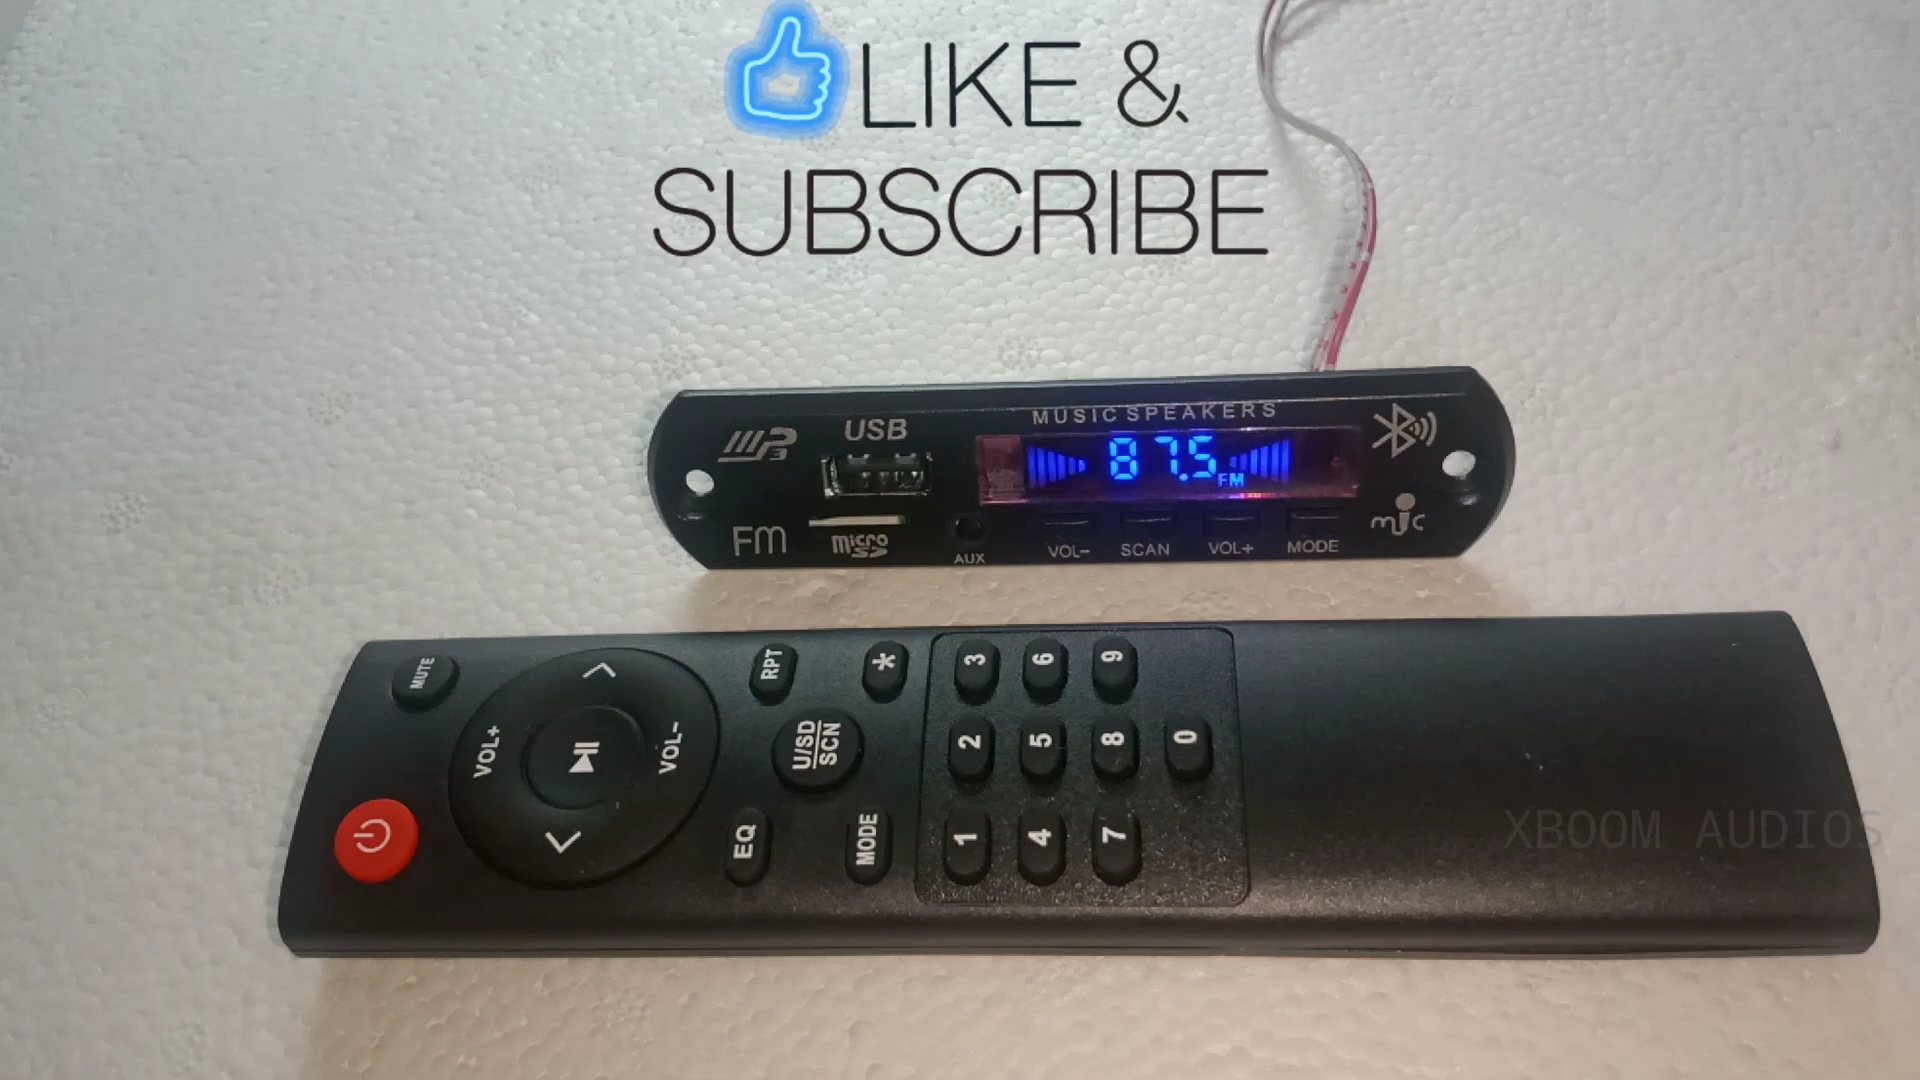 LIKE &
SUBSCRIBE
MUSIC SPEAKERS
MP3
USB
87.5
FM
FM
micro
SD
AUX
VOL-
SCAN
VOL+
MODE
mic
MUTE
RPT
*
3
6
9
VOL+
VOL-
U/SD
SCN
2
5
8
0
EQ
MODE
1
4
7
XBOOM AUDIOS